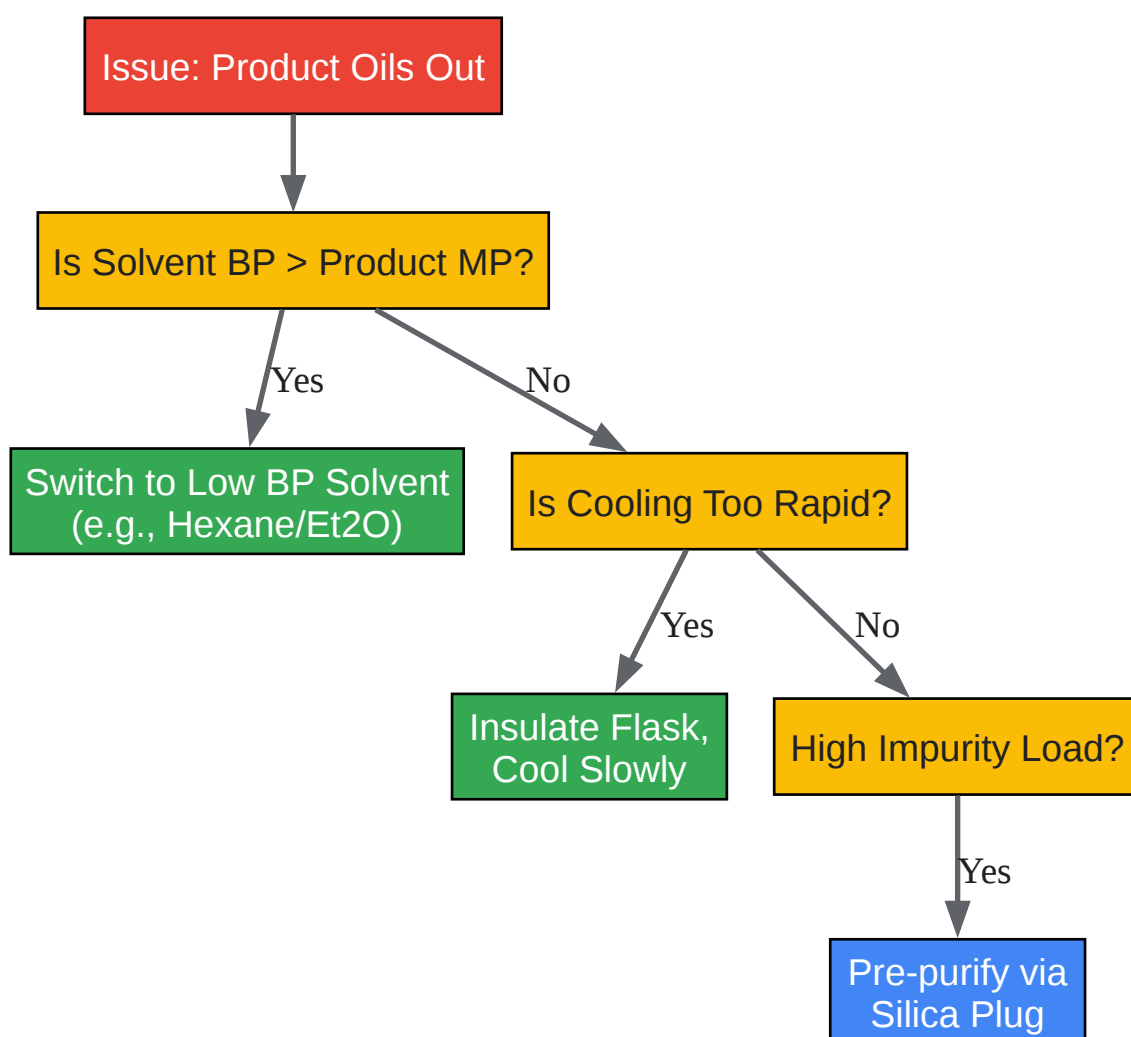 Issue: Product Oils Out
Is Solvent BP > Product MP?
Yes
No
Switch to Low BP Solvent
(e.g., Hexane/Et2O)
Is Cooling Too Rapid?
Yes
No
Insulate Flask,
Cool Slowly
High Impurity Load?
Yes
Pre-purify via
Silica Plug